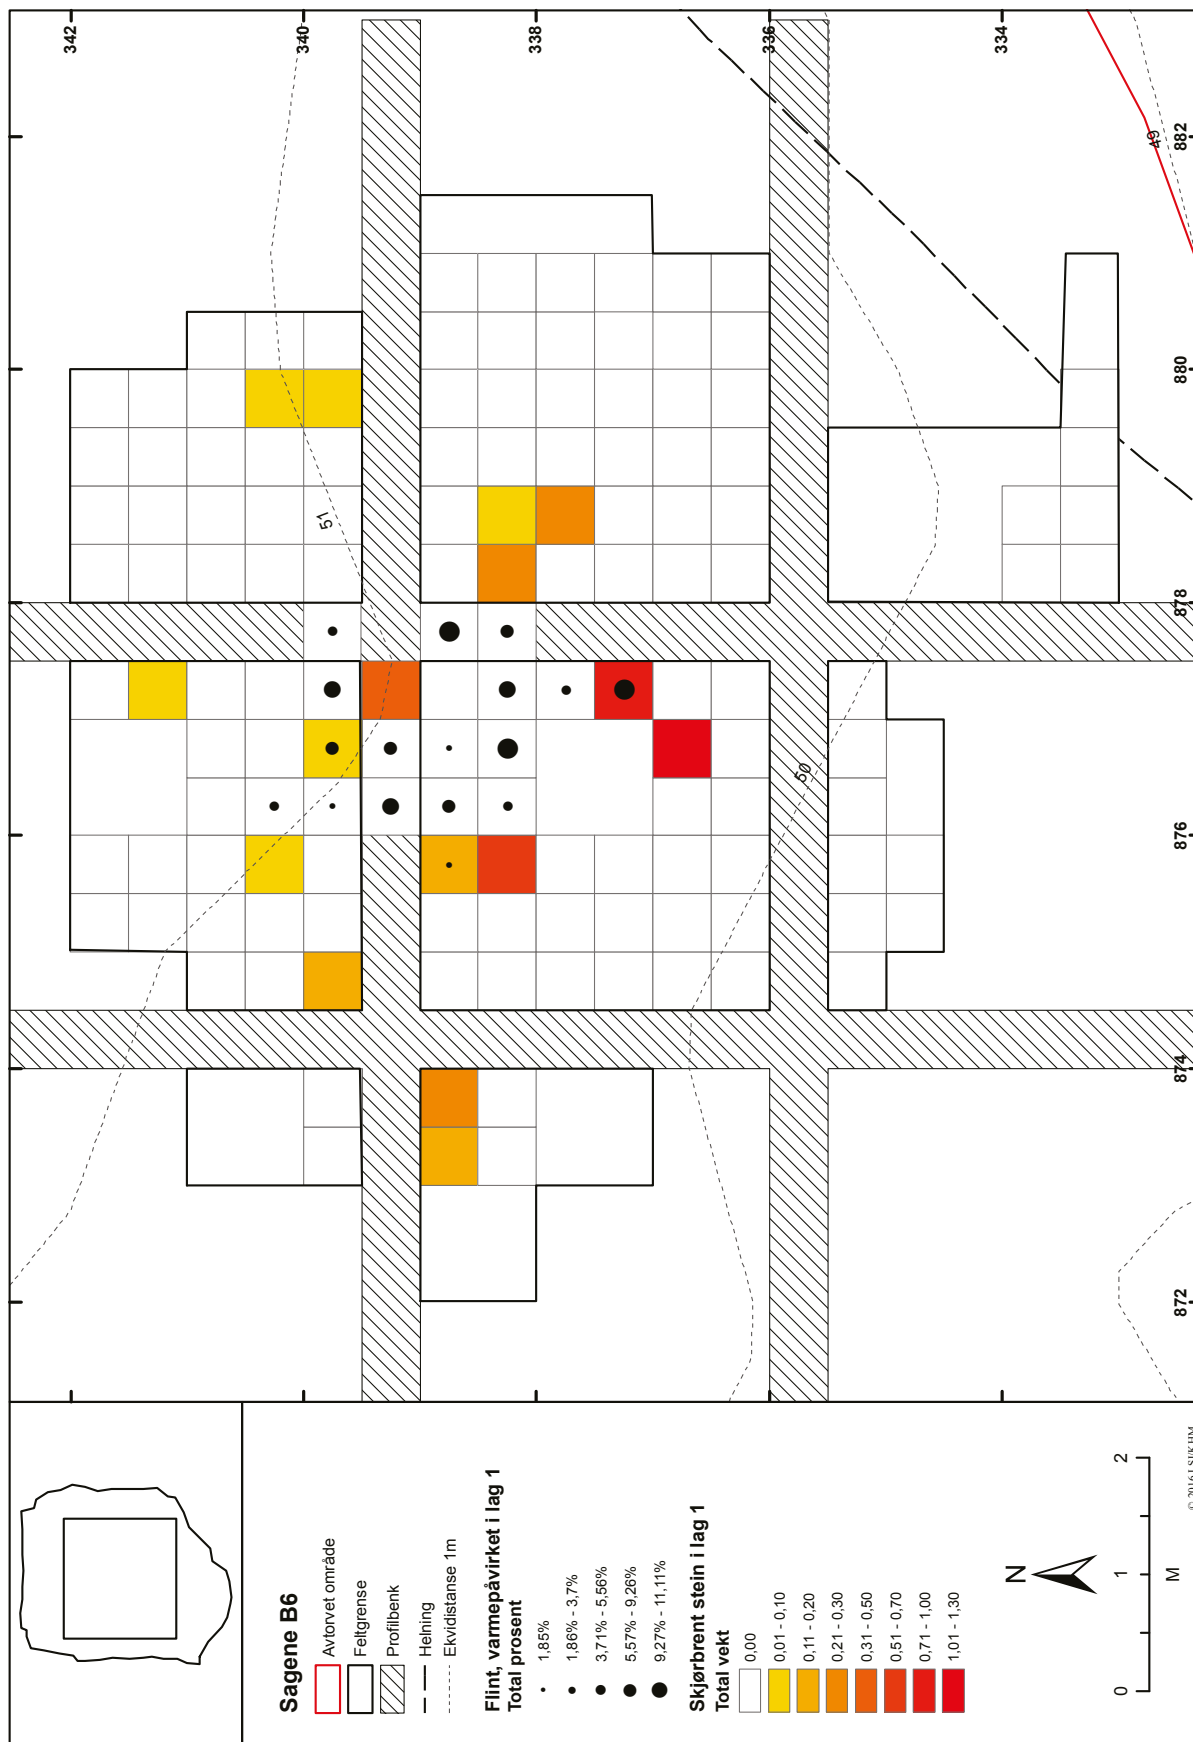 Sagene B6
Avtorvet område
Feltgrense
Profilbenk
Helning
Ekvidistanse 1m
Flint, varmepåvirket i lag 1
Total prosent
1,85%
1,86% - 3,7%
3,71% - 5,56%
5,57% - 9,26%
9,27% - 11,11%
Skjørbrent stein i lag 1
Total vekt
0,00
0,01 - 0,10
0,11 - 0,20
0,21 - 0,30
0,31 - 0,50
0,51 - 0,70
0,71 - 1,00
1,01 - 1,30
N
0 1 2
M
© 2016 LSI/KHM
342
340
338
336
334
872
874
876
878
880
882
51
50
49